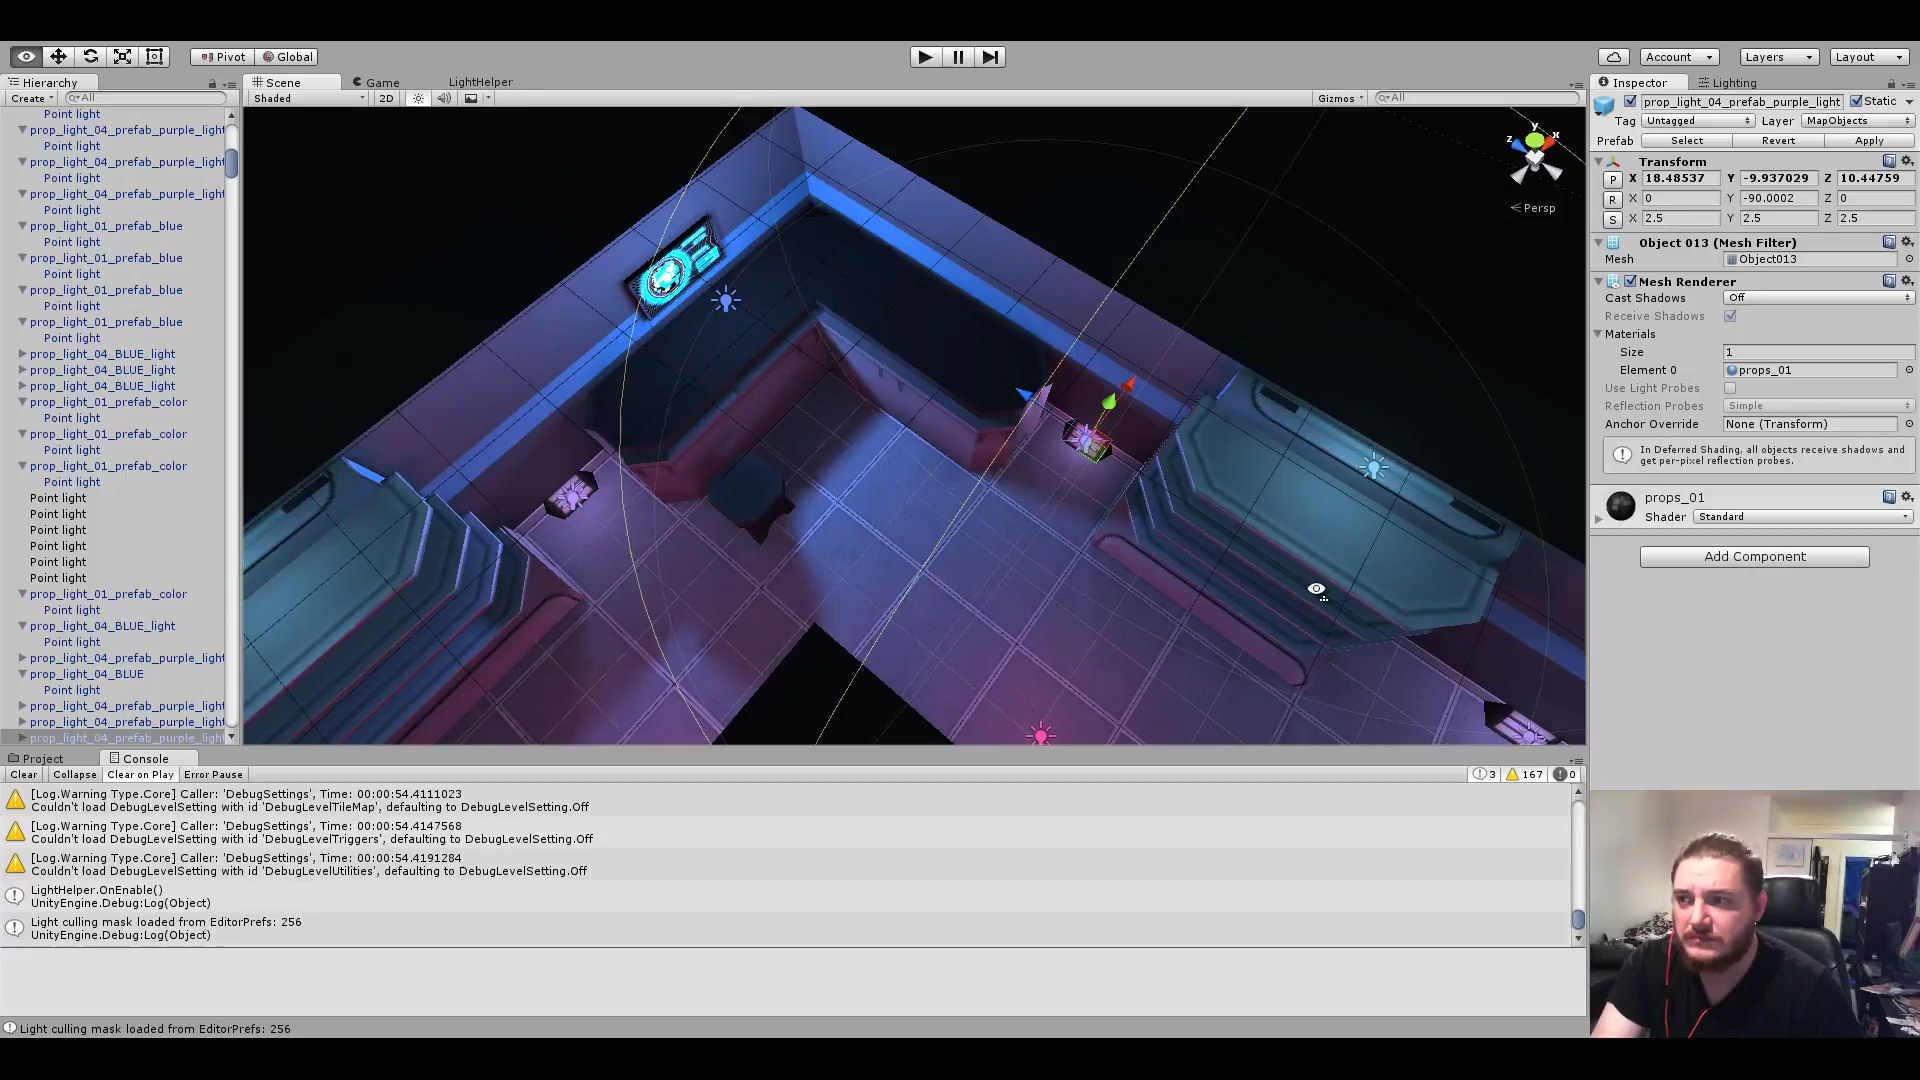 Pivot Global Account Layers Layout
Hierarchy Scene Game LightHelper Inspector Lighting
Create All Shaded 2D Gizmos All
Point light
prop_light_04_prefab_purple_light
Point light
prop_light_04_prefab_purple_light
Point light
prop_light_04_prefab_purple_light
Point light
prop_light_01_prefab_blue
Point light
prop_light_01_prefab_blue
Point light
prop_light_01_prefab_blue
Point light
prop_light_01_prefab_blue
Point light
prop_light_04_BLUE_light
prop_light_04_BLUE_light
prop_light_04_BLUE_light
prop_light_01_prefab_color
Point light
prop_light_01_prefab_color
Point light
prop_light_01_prefab_color
Point light
Point light
Point light
Point light
Point light
Point light
Point light
prop_light_01_prefab_color
Point light
prop_light_04_BLUE_light
Point light
prop_light_04_prefab_purple_light
prop_light_04_BLUE
Point light
prop_light_04_prefab_purple_light
prop_light_04_prefab_purple_light
prop_light_04_prefab_purple_light
y
z x
Persp
prop_light_04_prefab_purple_light Static
Tag Untagged Layer MapObjects
Prefab Select Revert Apply
Transform
P X 18.48537 Y -9.937029 Z 10.44759
R X 0 Y -90.0002 Z 0
S X 2.5 Y 2.5 Z 2.5
Object 013 (Mesh Filter)
Mesh Object013
Mesh Renderer
Cast Shadows Off
Receive Shadows
Materials
Size 1
Element 0 props_01
Use Light Probes
Reflection Probes Simple
Anchor Override None (Transform)
In Deferred Shading, all objects receive shadows and
get per-pixel reflection probes.
props_01
Shader Standard
Add Component
Project Console
Clear Collapse Clear on Play Error Pause 3 167 0
[Log.Warning Type.Core] Caller: 'DebugSettings', Time: 00:00:54.4111023
Couldn't load DebugLevelSetting with id 'DebugLevelTileMap', defaulting to DebugLevelSetting.Off
[Log.Warning Type.Core] Caller: 'DebugSettings', Time: 00:00:54.4147568
Couldn't load DebugLevelSetting with id 'DebugLevelTriggers', defaulting to DebugLevelSetting.Off
[Log.Warning Type.Core] Caller: 'DebugSettings', Time: 00:00:54.4191284
Couldn't load DebugLevelSetting with id 'DebugLevelUtilities', defaulting to DebugLevelSetting.Off
LightHelper.OnEnable()
UnityEngine.Debug:Log(Object)
Light culling mask loaded from EditorPrefs: 256
UnityEngine.Debug:Log(Object)
Light culling mask loaded from EditorPrefs: 256